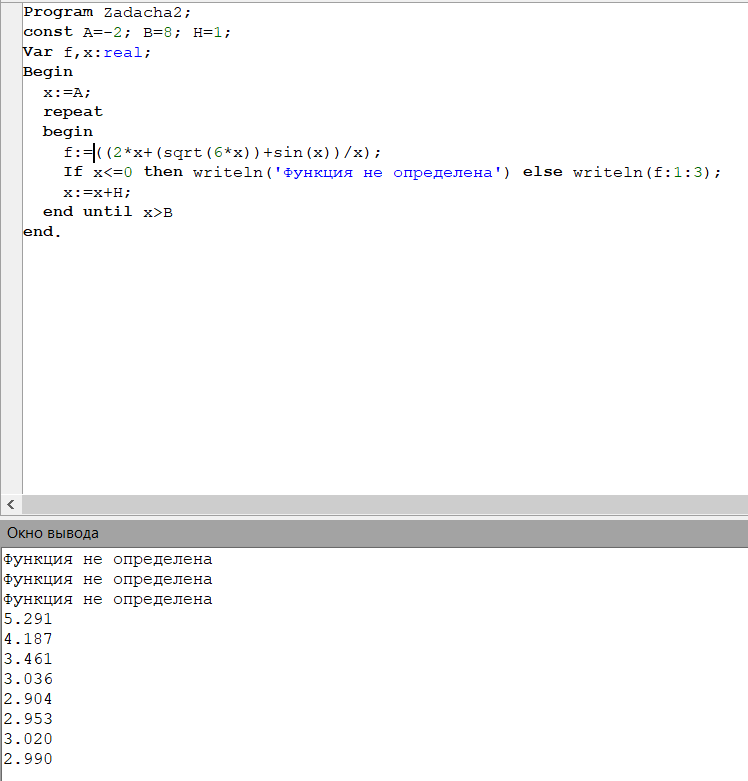 Program Zadacha2;
const A=-2; B=8; H=1;
Var f,x:real;
Begin
  x:=A;
  repeat
  begin
    f:=((2*x+(sqrt(6*x))+sin(x))/x);
    If x<=0 then writeln('Функция не определена') else writeln(f:1:3);
    x:=x+H;
  end until x>B
end.
Окно вывода
Функция не определена
Функция не определена
Функция не определена
5.291
4.187
3.461
3.036
2.904
2.953
3.020
2.990